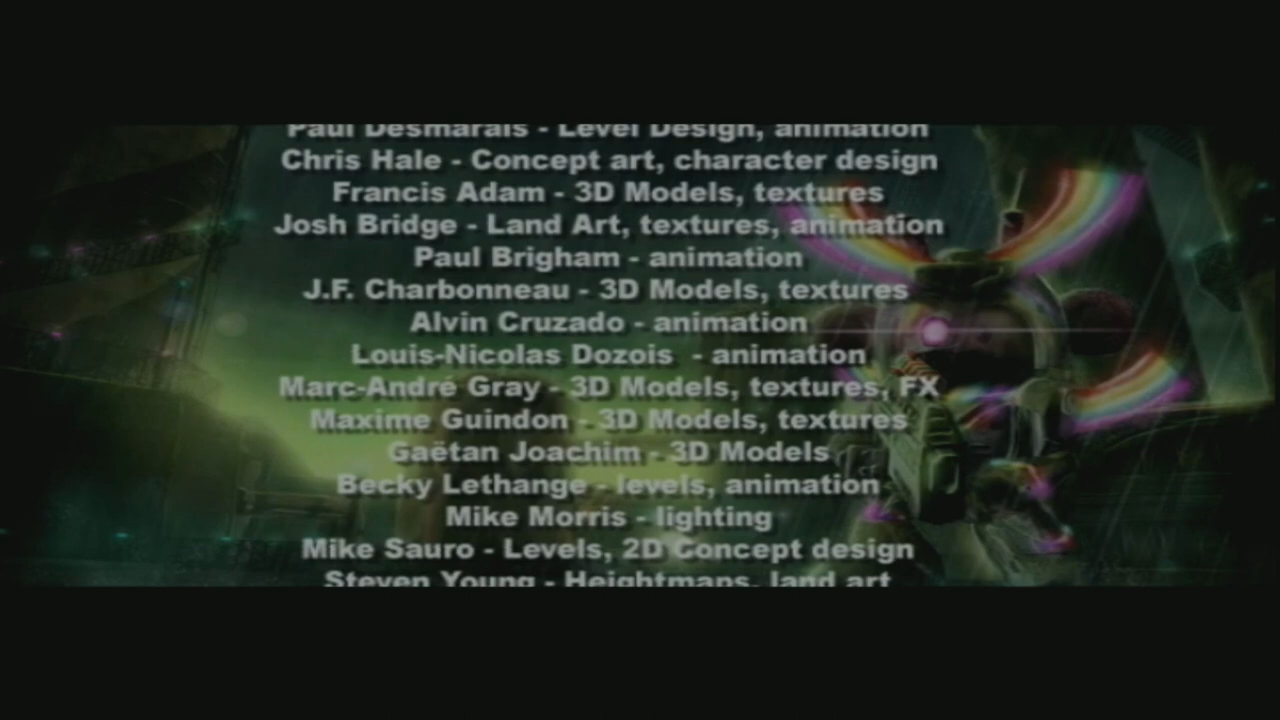 Paul Desmarais - Level Design, animation
Chris Hale - Concept art, character design
Francis Adam - 3D Models, textures
Josh Bridge - Land Art, textures, animation
Paul Brigham - animation
J.F. Charbonneau - 3D Models, textures
Alvin Cruzado - animation
Louis-Nicolas Dozois  - animation
Marc-André Gray - 3D Models, textures, FX
Maxime Guindon - 3D Models, textures
Gaëtan Joachim - 3D Models
Becky Lethange - levels, animation
Mike Morris - lighting
Mike Sauro - Levels, 2D Concept design
Steven Young - Heightmaps, land art